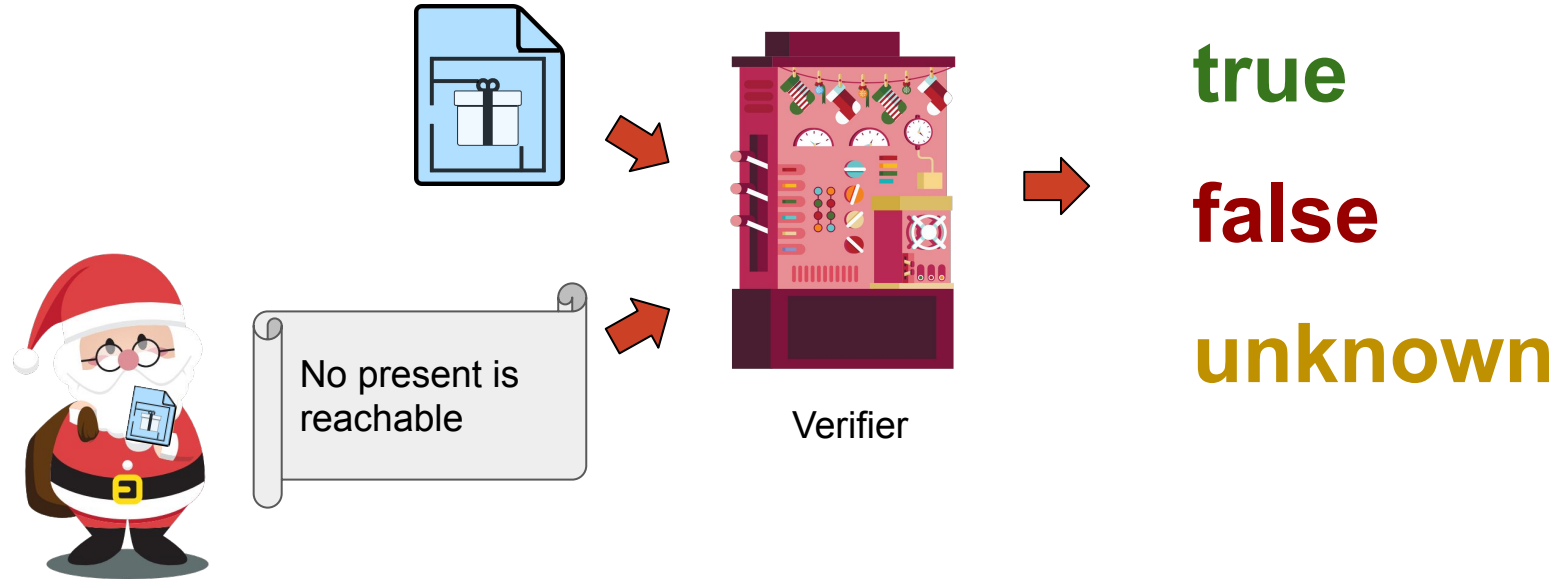 No present is
reachable
Verifier
true
false
unknown